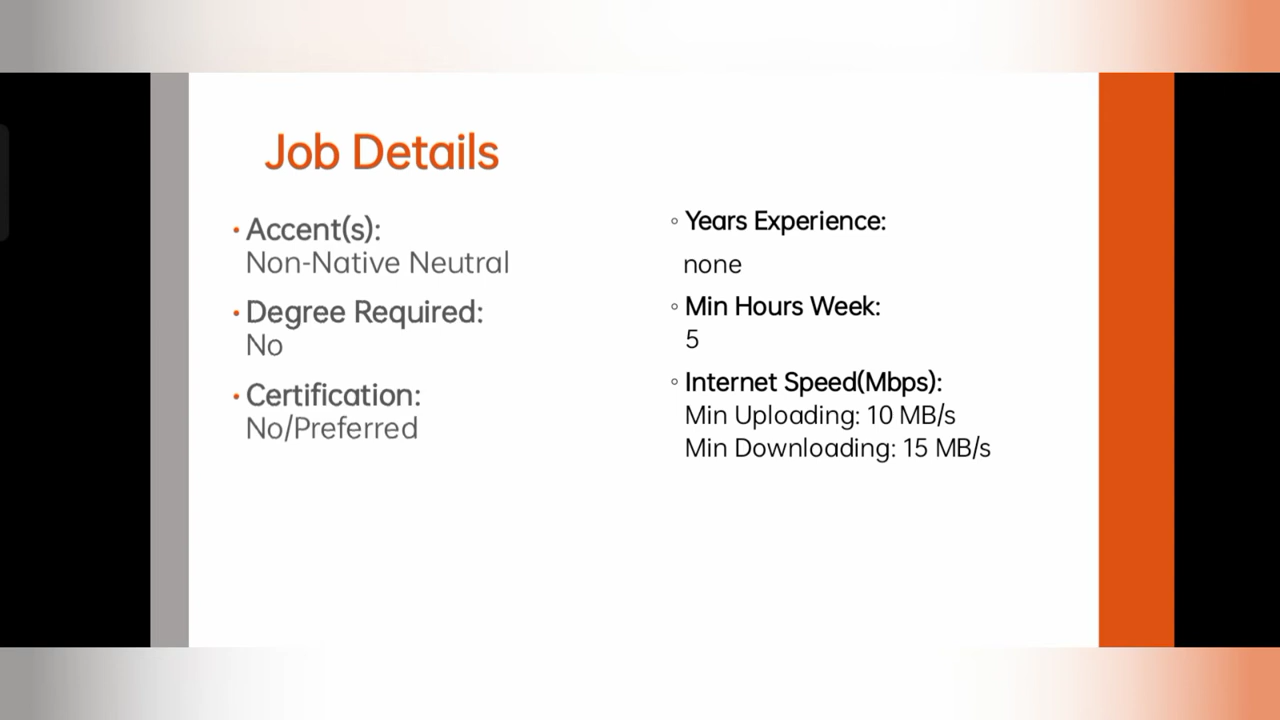 Job Details
• Accent(s):
Non-Native Neutral
• Degree Required:
No
• Certification:
No/Preferred
◦ Years Experience:
none
◦ Min Hours Week:
5
◦ Internet Speed(Mbps):
Min Uploading: 10 MB/s
Min Downloading: 15 MB/s